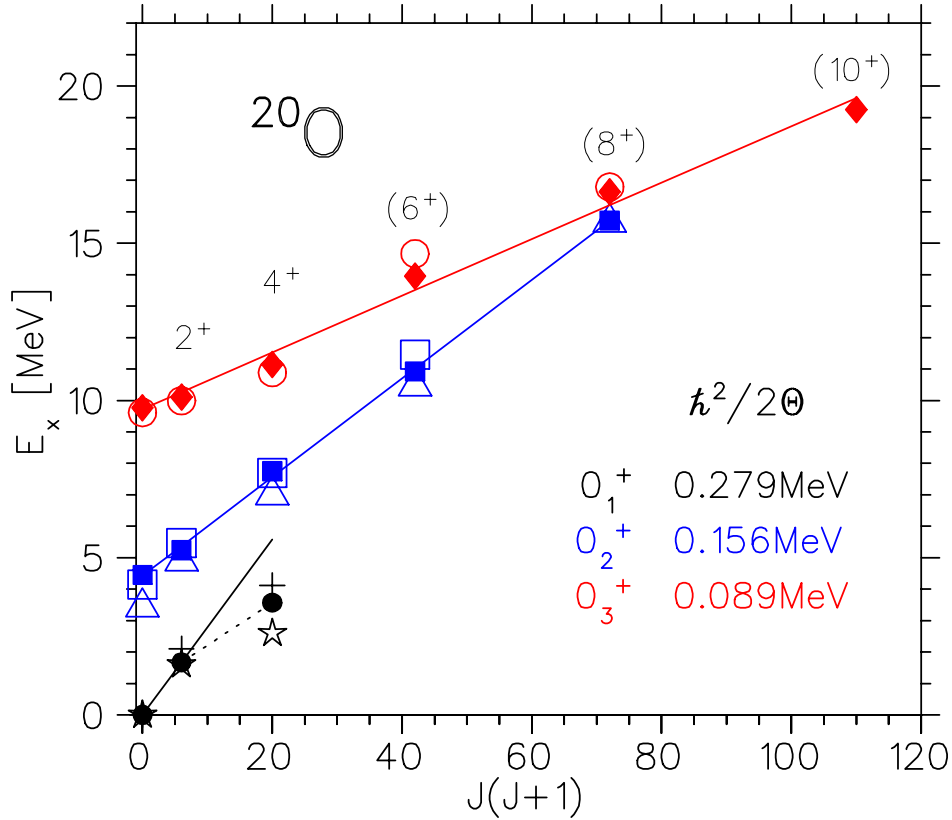 (10⁺)
20
²⁰O
(8⁺)
(6⁺)
15
4⁺
2⁺
E_x [MeV]
10
ℏ²/2Θ
0₁⁺ 0.279MeV
0₂⁺ 0.156MeV
5
0₃⁺ 0.089MeV
0
0 20 40 60 80 100 120
J(J+1)